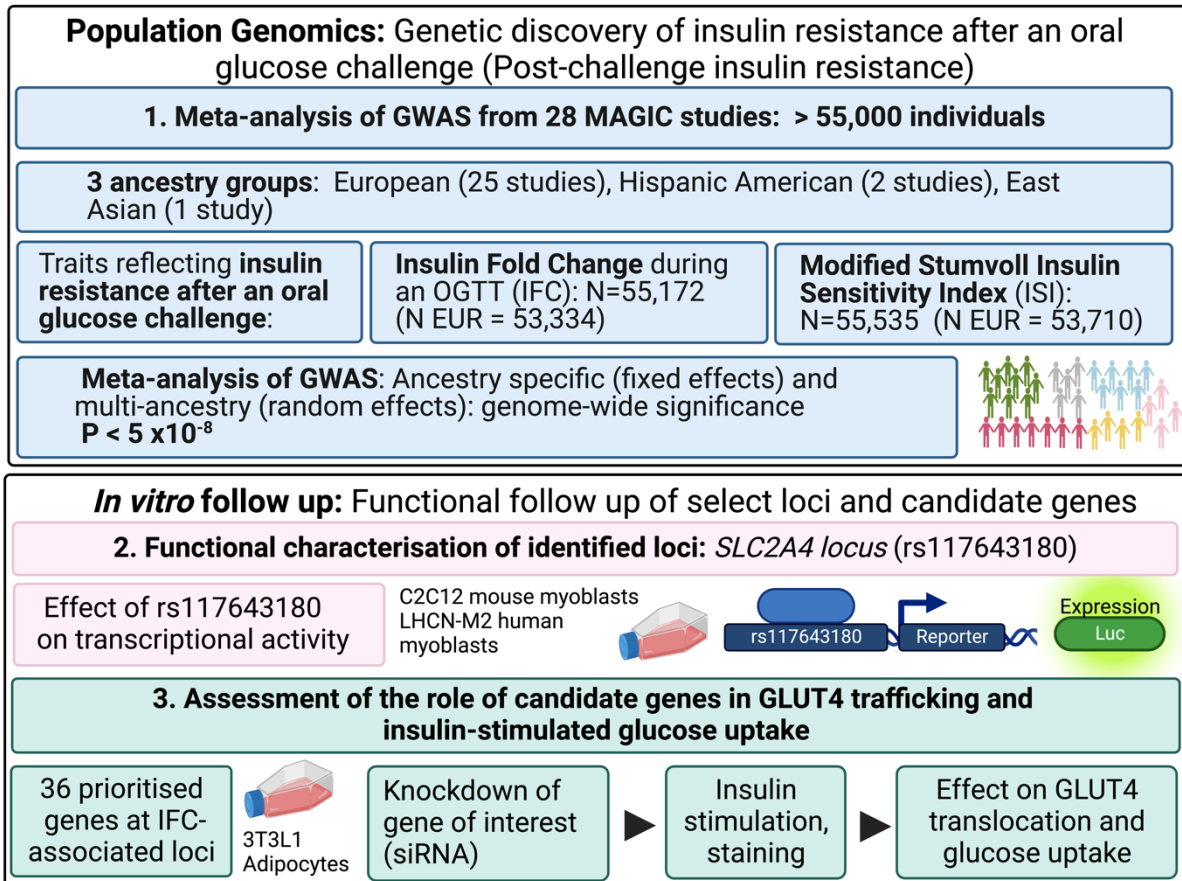 Population Genomics: Genetic discovery of insulin resistance after an oral
glucose challenge (Post-challenge insulin resistance)
1. Meta-analysis of GWAS from 28 MAGIC studies: > 55,000 individuals
3 ancestry groups: European (25 studies), Hispanic American (2 studies), East
Asian (1 study)
Traits reflecting insulin
resistance after an oral
glucose challenge:
Insulin Fold Change during
an OGTT (IFC): N=55,172
(N EUR = 53,334)
Modified Stumvoll Insulin
Sensitivity Index (ISI):
N=55,535 (N EUR = 53,710)
Meta-analysis of GWAS: Ancestry specific (fixed effects) and
multi-ancestry (random effects): genome-wide significance
P < 5 x10⁻⁸
In vitro follow up: Functional follow up of select loci and candidate genes
2. Functional characterisation of identified loci: SLC2A4 locus (rs117643180)
Effect of rs117643180
on transcriptional activity
C2C12 mouse myoblasts
LHCN-M2 human
myoblasts
rs117643180
Reporter
Expression
Luc
3. Assessment of the role of candidate genes in GLUT4 trafficking and
insulin-stimulated glucose uptake
36 prioritised
genes at IFC-
associated loci
3T3L1
Adipocytes
Knockdown of
gene of interest
(siRNA)
Insulin
stimulation,
staining
Effect on GLUT4
translocation and
glucose uptake